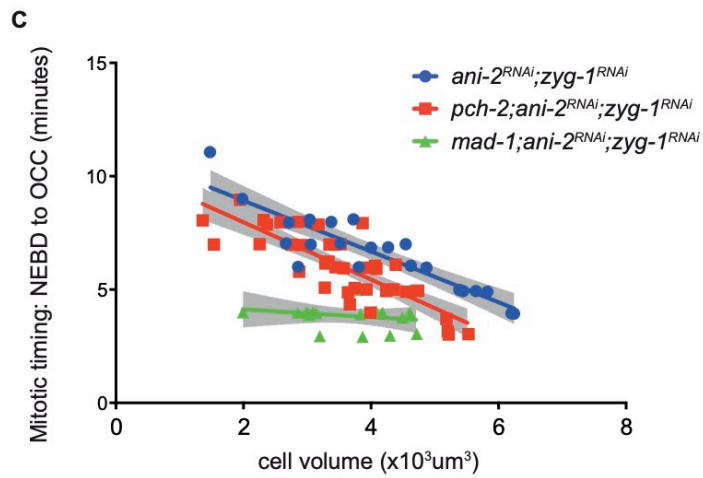 C
Mitotic timing: NEBD to OCC (minutes)
15
10
5
0
0 2 4 6 8
cell volume (x10³um³)
ani-2ᴿᴺᴬⁱ;zyg-1ᴿᴺᴬⁱ
pch-2;ani-2ᴿᴺᴬⁱ;zyg-1ᴿᴺᴬⁱ
mad-1;ani-2ᴿᴺᴬⁱ;zyg-1ᴿᴺᴬⁱ